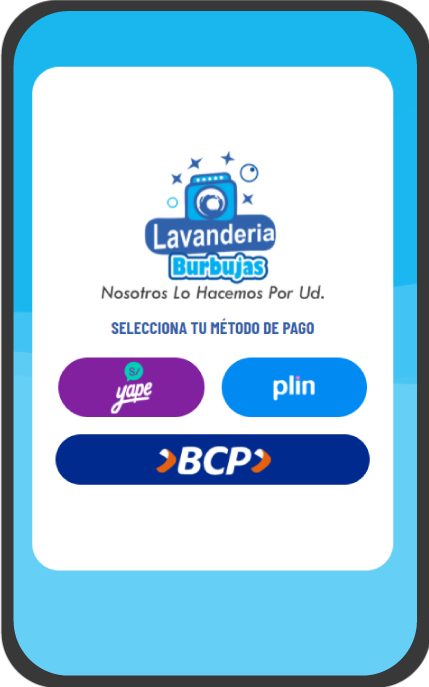 Lavanderia
Burbujas
Nosotros Lo Hacemos Por Ud.
SELECCIONA TU MÉTODO DE PAGO
S/
yape
plin
BCP